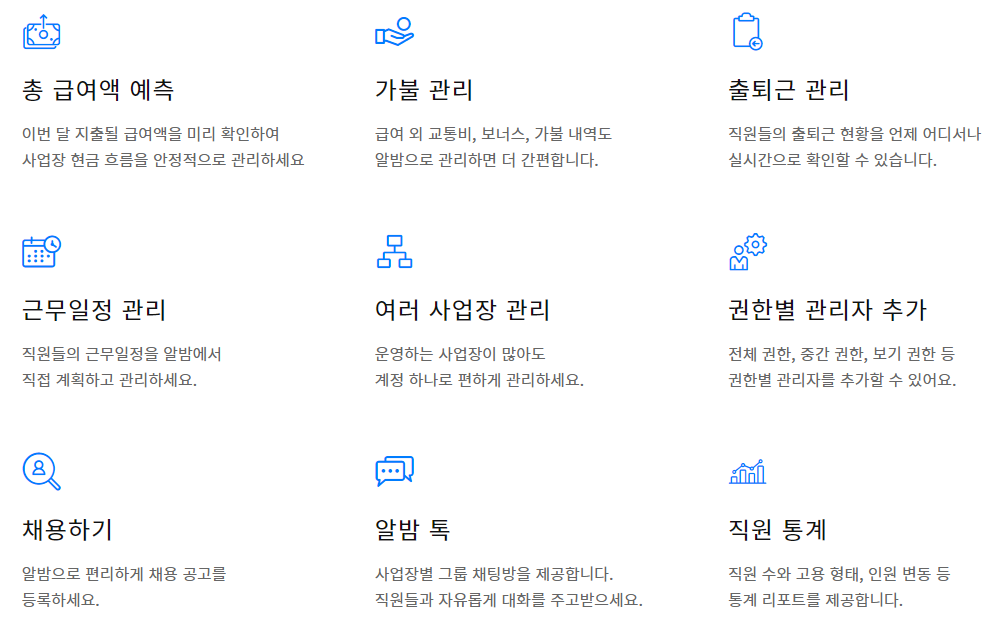 총 급여액 예측
이번 달 지출될 급여액을 미리 확인하여
사업장 현금 흐름을 안정적으로 관리하세요
가불 관리
급여 외 교통비, 보너스, 가불 내역도
알밤으로 관리하면 더 간편합니다.
출퇴근 관리
직원들의 출퇴근 현황을 언제 어디서나
실시간으로 확인할 수 있습니다.
근무일정 관리
직원들의 근무일정을 알밤에서
직접 계획하고 관리하세요.
여러 사업장 관리
운영하는 사업장이 많아도
계정 하나로 편하게 관리하세요.
권한별 관리자 추가
전체 권한, 중간 권한, 보기 권한 등
권한별 관리자를 추가할 수 있어요.
채용하기
알밤으로 편리하게 채용 공고를
등록하세요.
알밤 톡
사업장별 그룹 채팅방을 제공합니다.
직원들과 자유롭게 대화를 주고받으세요.
직원 통계
직원 수와 고용 형태, 인원 변동 등
통계 리포트를 제공합니다.